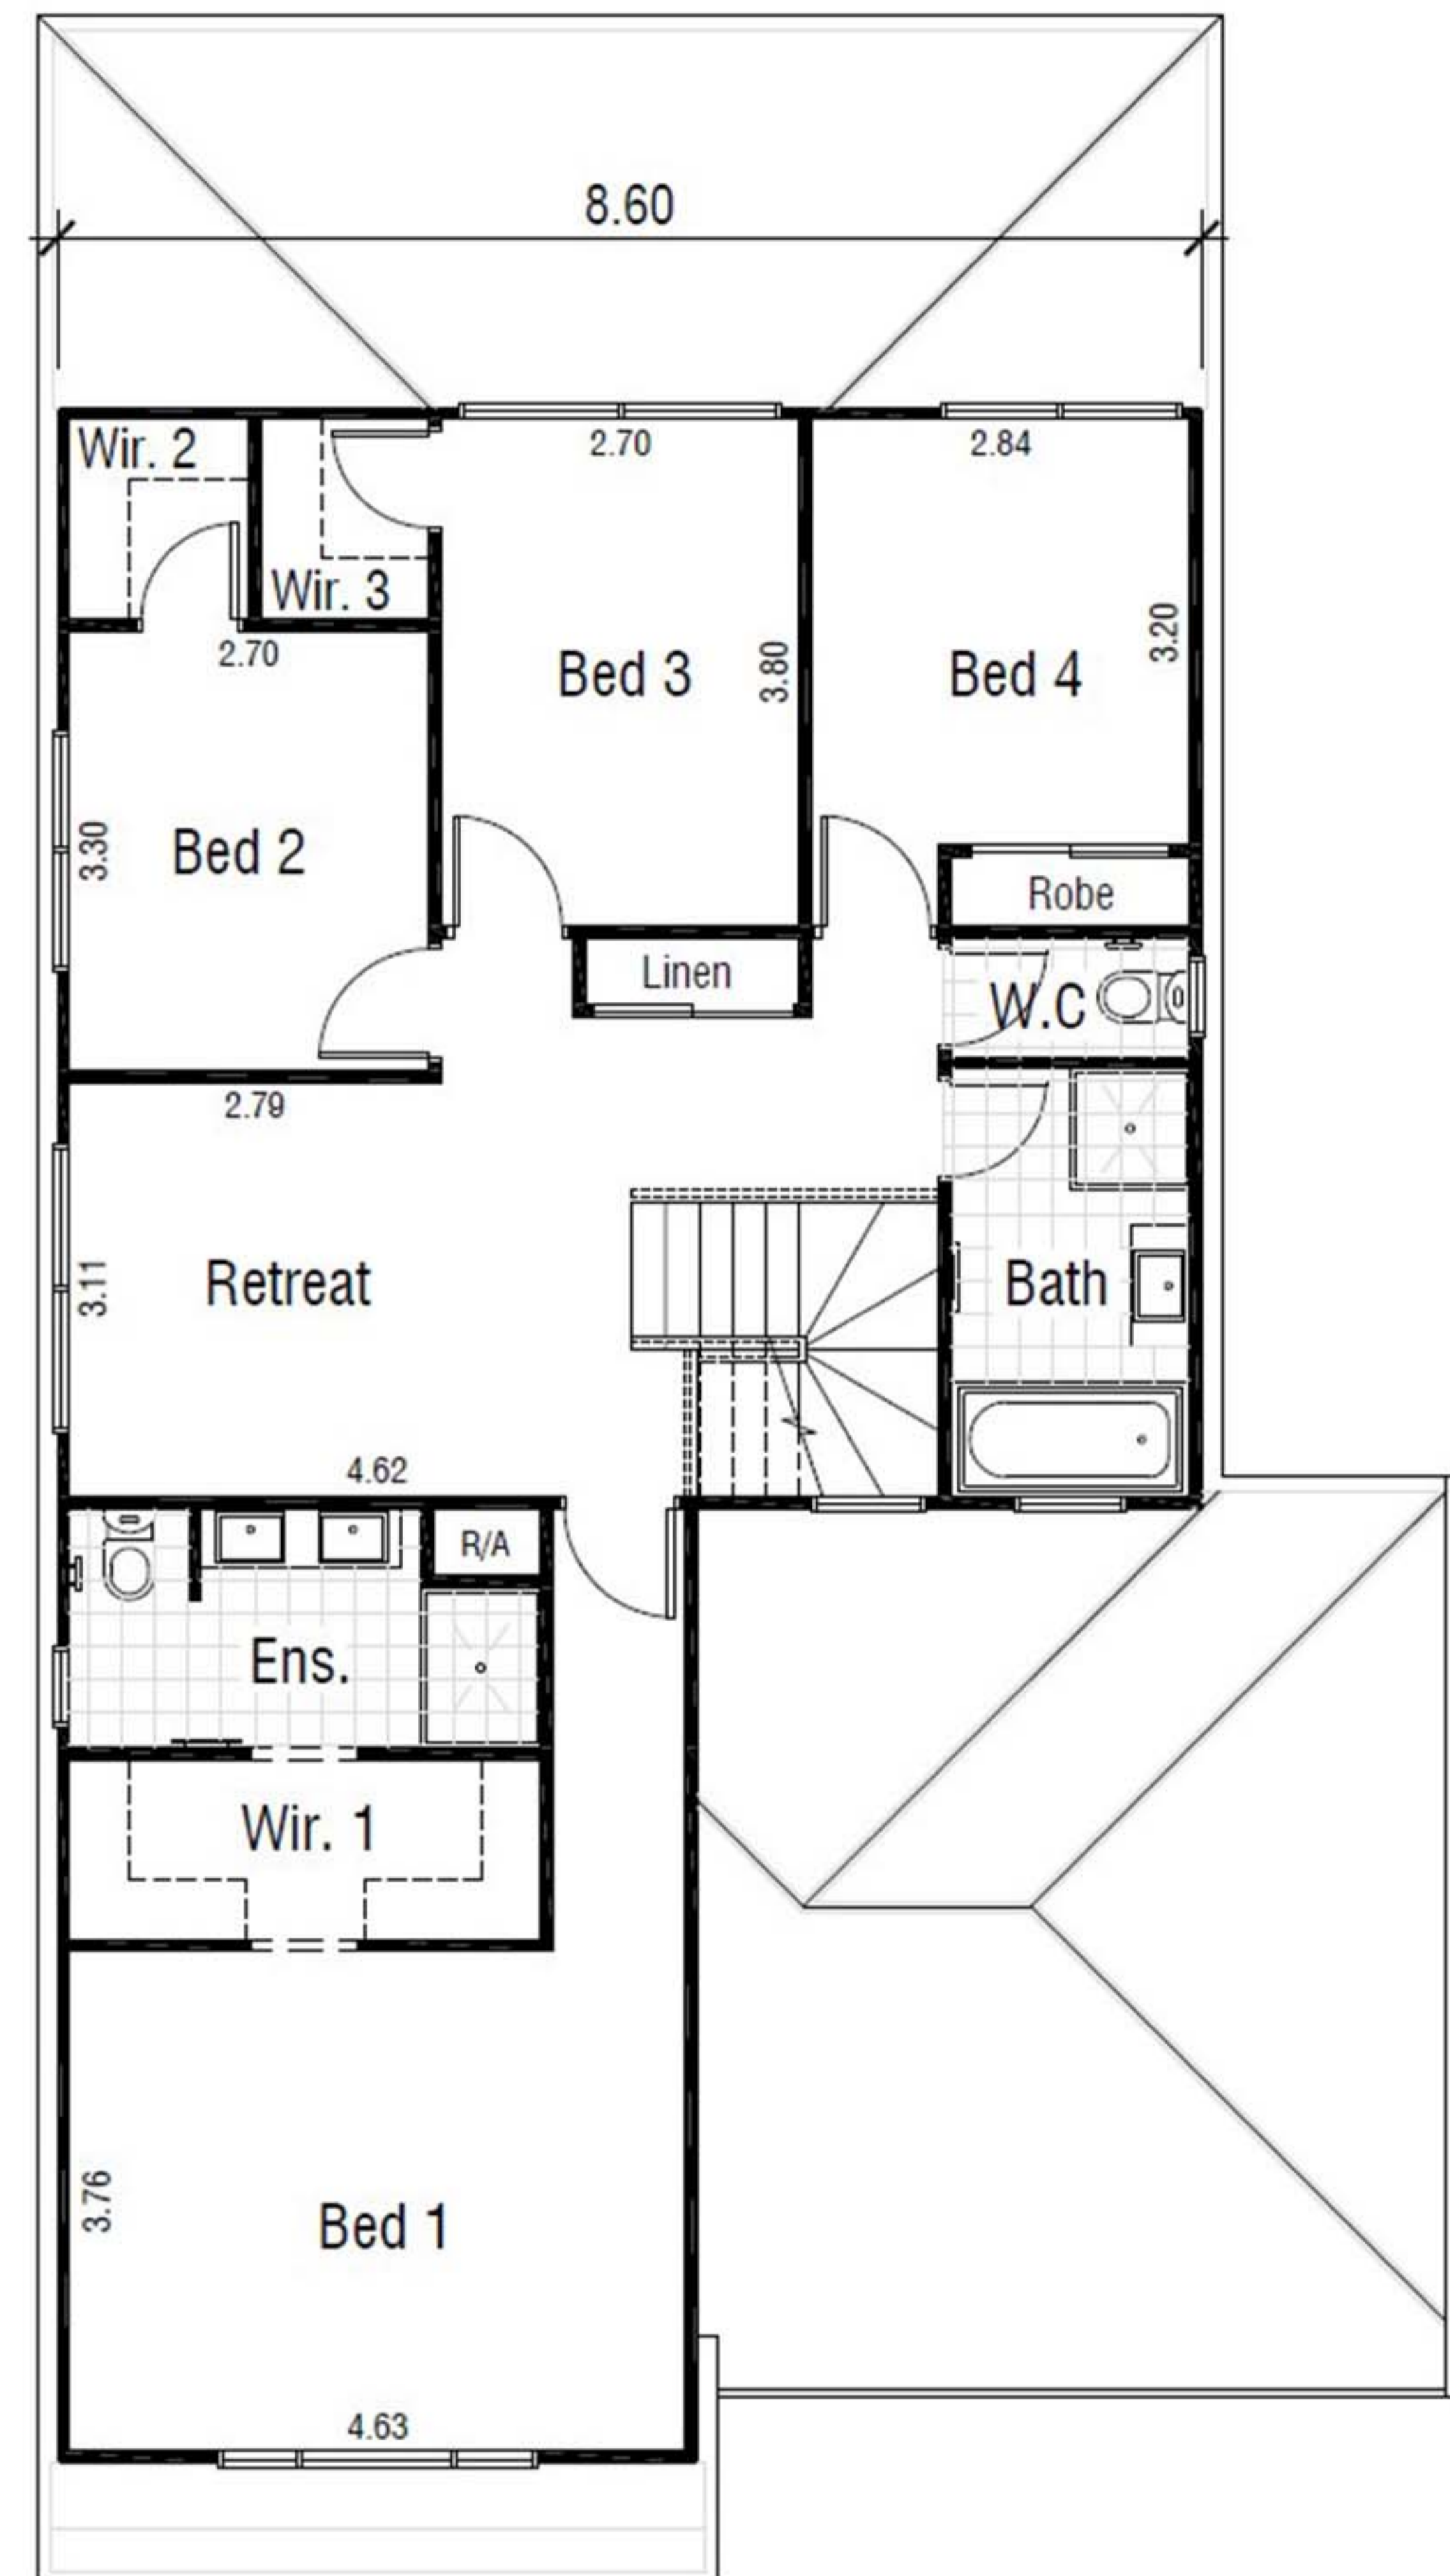 8.60
Wir. 2
2.70
2.84
Wir. 3
2.70
Bed 3
3.80
Bed 4
3.20
3.30
Bed 2
Robe
Linen
W.C
2.79
3.11
Retreat
Bath
4.62
R/A
Ens.
Wir. 1
3.76
Bed 1
4.63